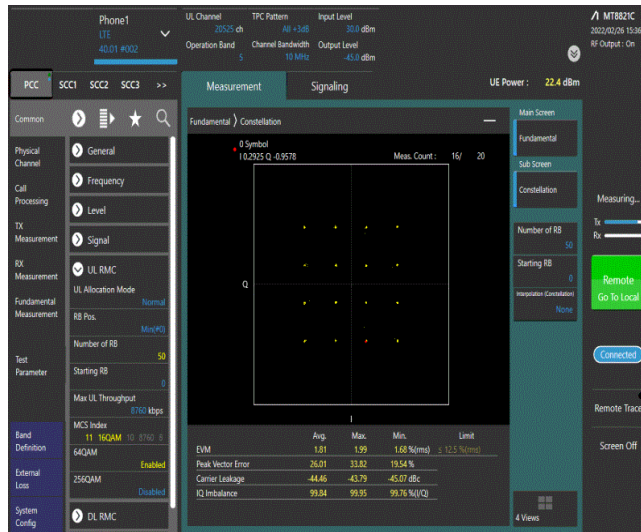 Phone1
LTE
40.01 #002
UL Channel
20525 ch
TPC Pattern
All +3dB
Input Level
30.0 dBm
Operation Band
5
Channel Bandwidth
10 MHz
Output Level
-45.0 dBm
MT8821C
2022/02/26 15:36
RF Output : On
PCC SCC1 SCC2 SCC3 >>
Measurement
Signaling
UE Power : 22.4 dBm
Common
Physical
Channel
Call
Processing
TX
Measurement
RX
Measurement
Fundamental
Measurement
Test
Parameter
Band
Definition
External
Loss
System
Config
General
Frequency
Level
Signal
UL RMC
UL Allocation Mode
Normal
RB Pos.
Min(#0)
Number of RB
50
Starting RB
0
Max UL Throughput
8760 kbps
MCS Index
11 16QAM 10 8760 8
64QAM
Enabled
256QAM
Disabled
DL RMC
Fundamental 》 Constellation
0 Symbol
I 0.2925 Q -0.9578
Meas. Count : 16/ 20
Q
I
Avg. Max. Min. Limit
EVM 1.81 1.99 1.68 %(rms) ≤ 12.5 %(rms)
Peak Vector Error 26.01 33.82 19.54 %
Carrier Leakage -44.46 -43.79 -45.07 dBc
IQ Imbalance 99.84 99.95 99.76 %(I/Q)
Main Screen
Fundamental
Sub Screen
Constellation
Number of RB
50
Starting RB
0
Interpolation (Constellation)
None
4 Views
Measuring...
Tx
Rx
Remote
Go To Local
Connected
Remote Trace
Screen Off